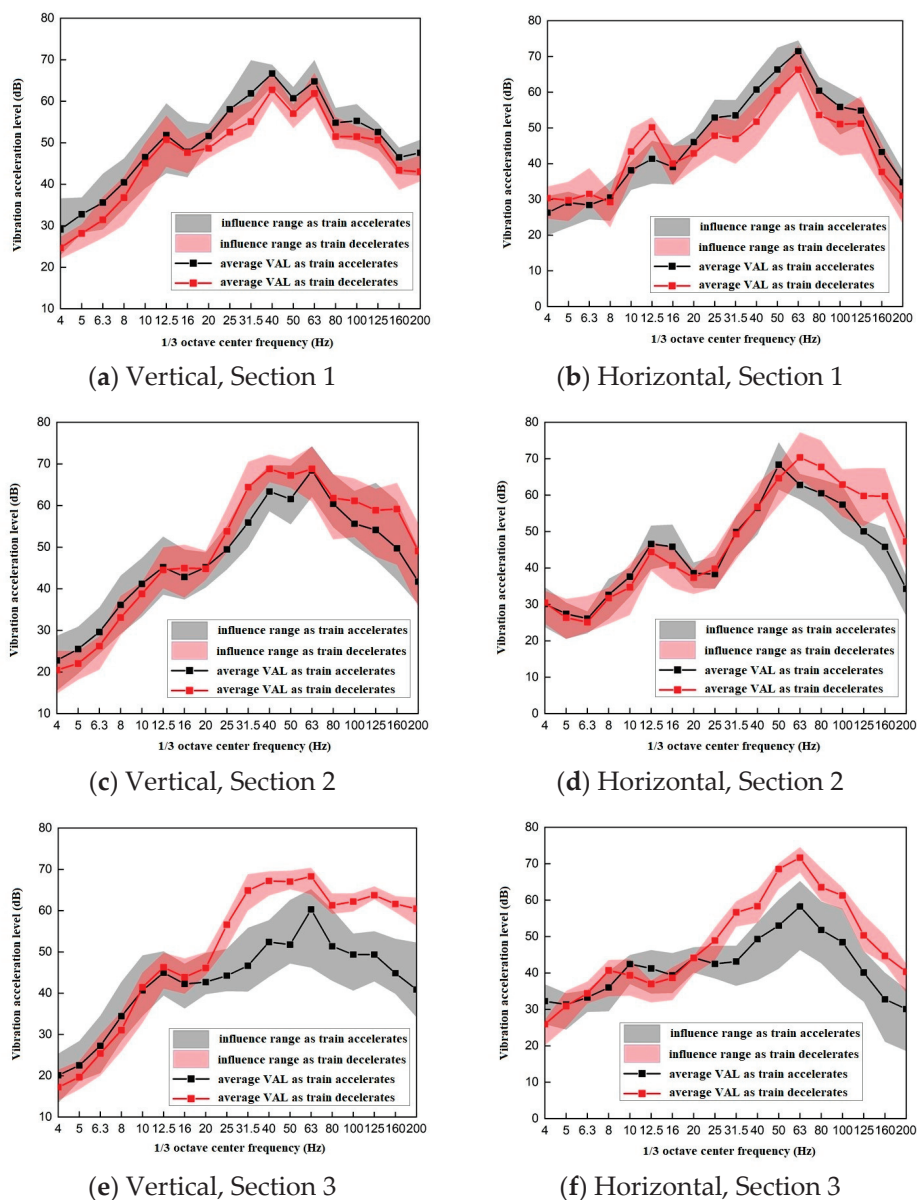 Vibration acceleration level (dB)
80
70
60
50
40
30
20
10
influence range as train accelerates
influence range as train decelerates
average VAL as train accelerates
average VAL as train decelerates
4 5 6.3 8 10 12.5 16 20 25 31.5 40 50 63 80 100 125 160 200
1/3 octave center frequency (Hz)
(a) Vertical, Section 1
Vibration acceleration level (dB)
80
70
60
50
40
30
20
10
0
influence range as train accelerates
influence range as train decelerates
average VAL as train accelerates
average VAL as train decelerates
4 5 6.3 8 10 12.5 16 20 25 31.5 40 50 63 80 100 125 160 200
1/3 octave center frequency (Hz)
(b) Horizontal, Section 1
Vibration acceleration level (dB)
80
70
60
50
40
30
20
10
influence range as train accelerates
influence range as train decelerates
average VAL as train accelerates
average VAL as train decelerates
4 5 6.3 8 10 12.5 16 20 25 31.5 40 50 63 80 100 125 160 200
1/3 octave center frequency (Hz)
(c) Vertical, Section 2
Vibration acceleration level (dB)
80
70
60
50
40
30
20
10
0
influence range as train accelerates
influence range as train decelerates
average VAL as train accelerates
average VAL as train decelerates
4 5 6.3 8 10 12.5 16 20 25 31.5 40 50 63 80 100 125 160 200
1/3 octave center frequency (Hz)
(d) Horizontal, Section 2
Vibration acceleration level (dB)
80
70
60
50
40
30
20
10
influence range as train accelerates
influence range as train decelerates
average VAL as train accelerates
average VAL as train decelerates
4 5 6.3 8 10 12.5 16 20 25 31.5 40 50 63 80 100 125 160 200
1/3 octave center frequency (Hz)
(e) Vertical, Section 3
Vibration acceleration level (dB)
80
70
60
50
40
30
20
10
0
influence range as train accelerates
influence range as train decelerates
average VAL as train accelerates
average VAL as train decelerates
4 5 6.3 8 10 12.5 16 20 25 31.5 40 50 63 80 100 125 160 200
1/3 octave center frequency (Hz)
(f) Horizontal, Section 3